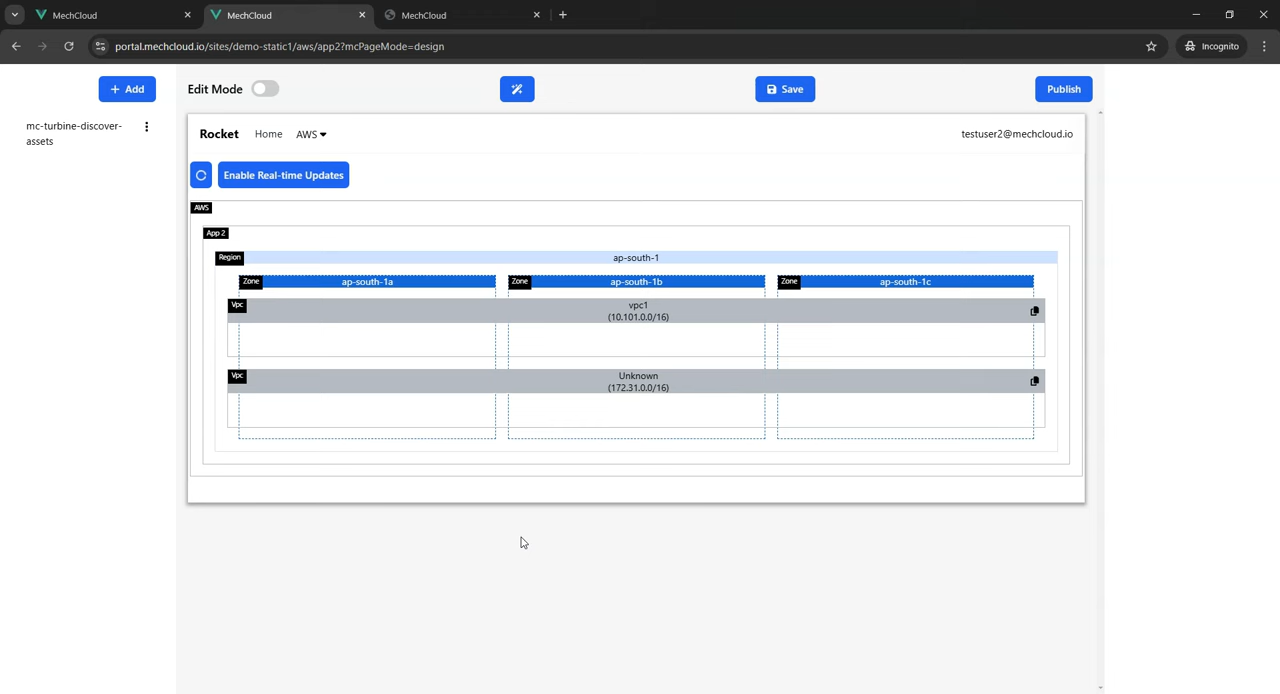 MechCloud
MechCloud
MechCloud
portal.mechcloud.io/sites/demo-static1/aws/app2?mcPageMode=design
Incognito
+ Add
Edit Mode
Save
Publish
mc-turbine-discover-
assets
Rocket
Home
AWS
testuser2@mechcloud.io
Enable Real-time Updates
AWS
App 2
Region
ap-south-1
Zone
ap-south-1a
Zone
ap-south-1b
Zone
ap-south-1c
Vpc
vpc1
(10.101.0.0/16)
Vpc
Unknown
(172.31.0.0/16)